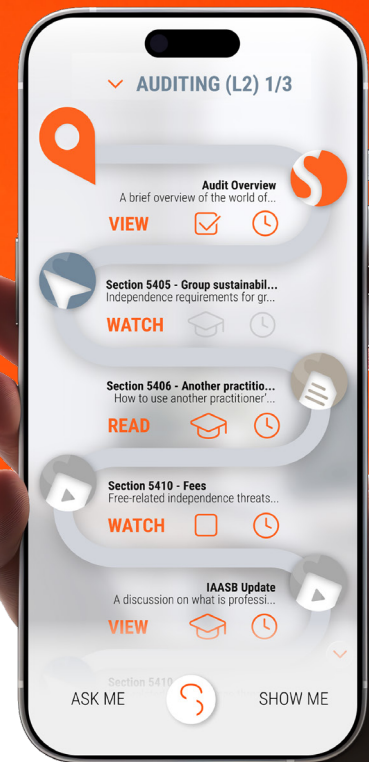 AUDITING (L2) 1/3
Audit Overview
A brief overview of the world of...
VIEW
Section 5405 - Group sustainabil...
Independence requirements for gr...
WATCH
Section 5406 - Another practitio...
How to use another practitioner'...
READ
Section 5410 - Fees
Free-related independence threats...
WATCH
IAASB Update
A discussion on what is professi...
VIEW
Section 5410
ASK ME
SHOW ME